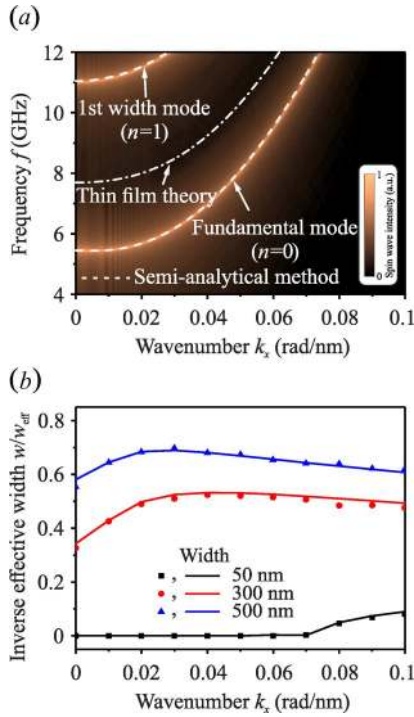 (a)
12
10
8
6
4
Frequency f (GHz)
1st width mode
(n=1)
Thin film theory
Fundamental mode
(n=0)
Semi-analytical method
1
0
Spin wave intensity (a.u.)
0 0.02 0.04 0.06 0.08 0.1
Wavenumber kₓ (rad/nm)
(b)
0.8
0.6
0.4
0.2
0
Inverse effective width w/w_eff
Width
, 50 nm
, 300 nm
, 500 nm
0 0.02 0.04 0.06 0.08 0.1
Wavenumber kₓ (rad/nm)